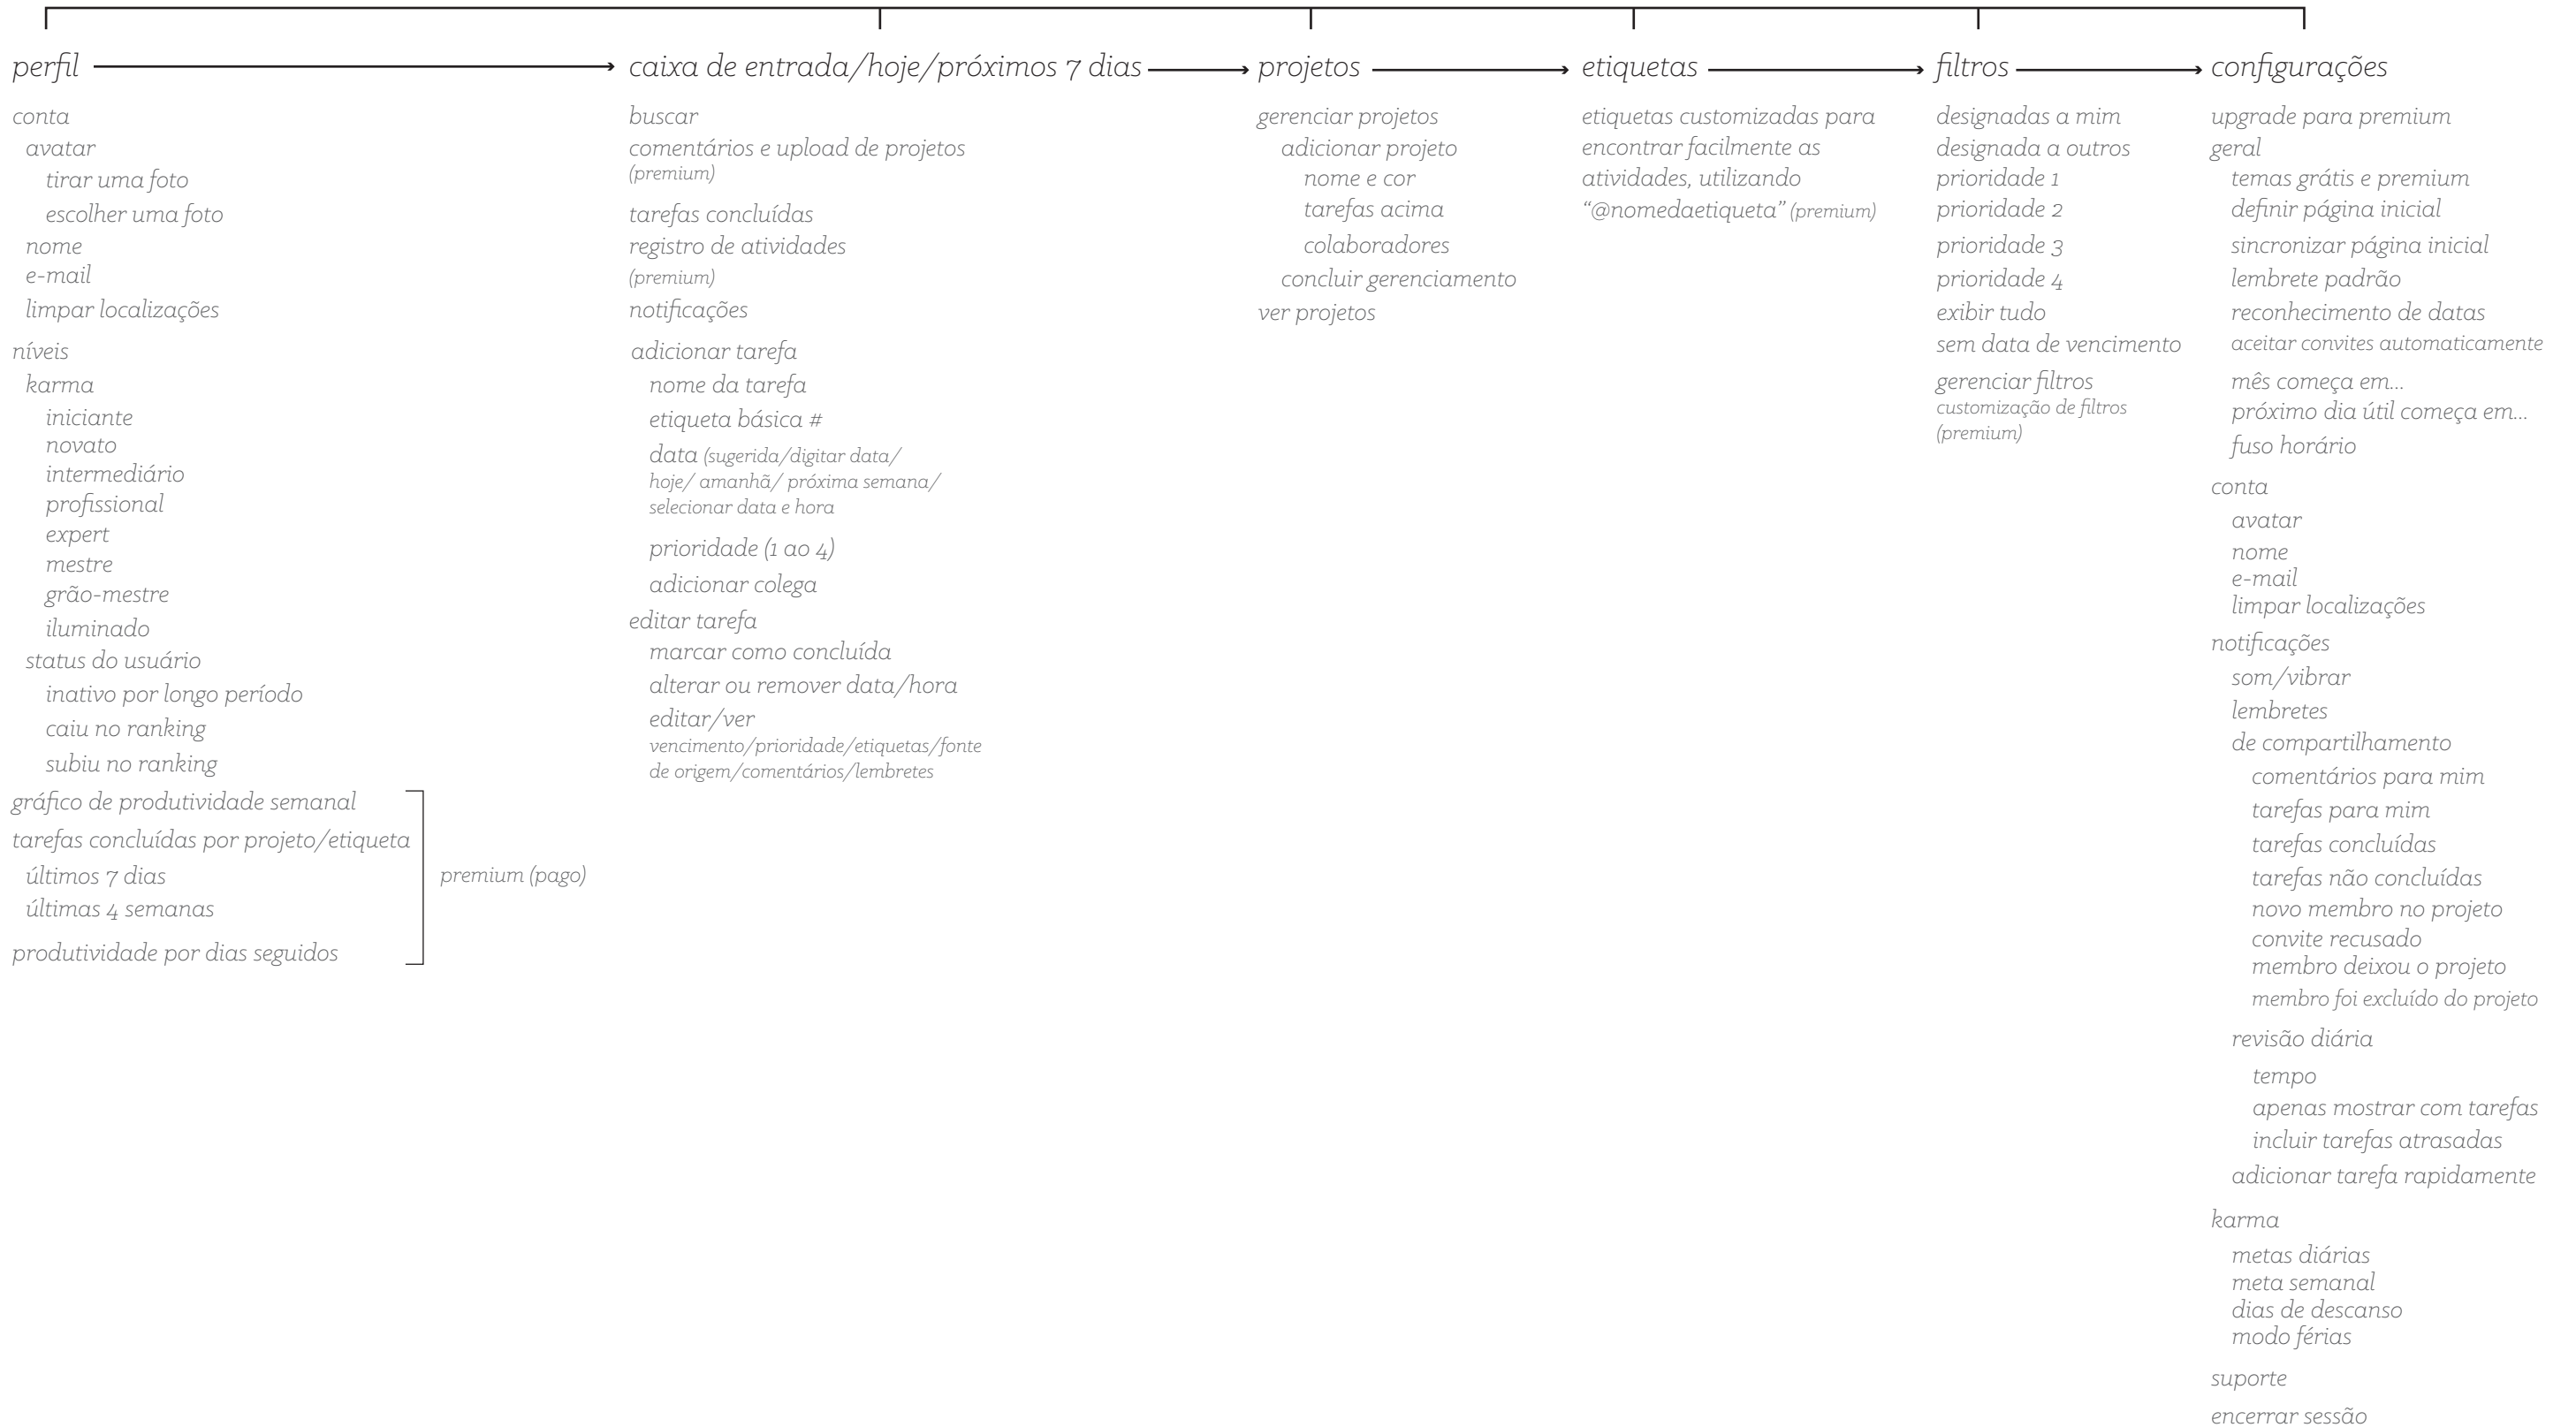 perfil
conta
avatar
tirar uma foto
escolher uma foto
nome
e-mail
limpar localizações
níveis
karma
iniciante
novato
intermediário
profissional
expert
mestre
grão-mestre
iluminado
status do usuário
inativo por longo período
caiu no ranking
subiu no ranking
gráfico de produtividade semanal
tarefas concluídas por projeto/etiqueta
últimos 7 dias
últimas 4 semanas
produtividade por dias seguidos
premium (pago)
caixa de entrada/hoje/próximos 7 dias
buscar
comentários e upload de projetos
(premium)
tarefas concluídas
registro de atividades
(premium)
notificações
adicionar tarefa
nome da tarefa
etiqueta básica #
data (sugerida/digitar data/
hoje/ amanhã/ próxima semana/
selecionar data e hora
prioridade (1 ao 4)
adicionar colega
editar tarefa
marcar como concluída
alterar ou remover data/hora
editar/ver
vencimento/prioridade/etiquetas/fonte
de origem/comentários/lembretes
projetos
gerenciar projetos
adicionar projeto
nome e cor
tarefas acima
colaboradores
concluir gerenciamento
ver projetos
etiquetas
etiquetas customizadas para
encontrar facilmente as
atividades, utilizando
“@nomedaetiqueta” (premium)
filtros
designadas a mim
designada a outros
prioridade 1
prioridade 2
prioridade 3
prioridade 4
exibir tudo
sem data de vencimento
gerenciar filtros
customização de filtros
(premium)
configurações
upgrade para premium
geral
temas grátis e premium
definir página inicial
sincronizar página inicial
lembrete padrão
reconhecimento de datas
aceitar convites automaticamente
mês começa em...
próximo dia útil começa em...
fuso horário
conta
avatar
nome
e-mail
limpar localizações
notificações
som/vibrar
lembretes
de compartilhamento
comentários para mim
tarefas para mim
tarefas concluídas
tarefas não concluídas
novo membro no projeto
convite recusado
membro deixou o projeto
membro foi excluído do projeto
revisão diária
tempo
apenas mostrar com tarefas
incluir tarefas atrasadas
adicionar tarefa rapidamente
karma
metas diárias
meta semanal
dias de descanso
modo férias
suporte
encerrar sessão